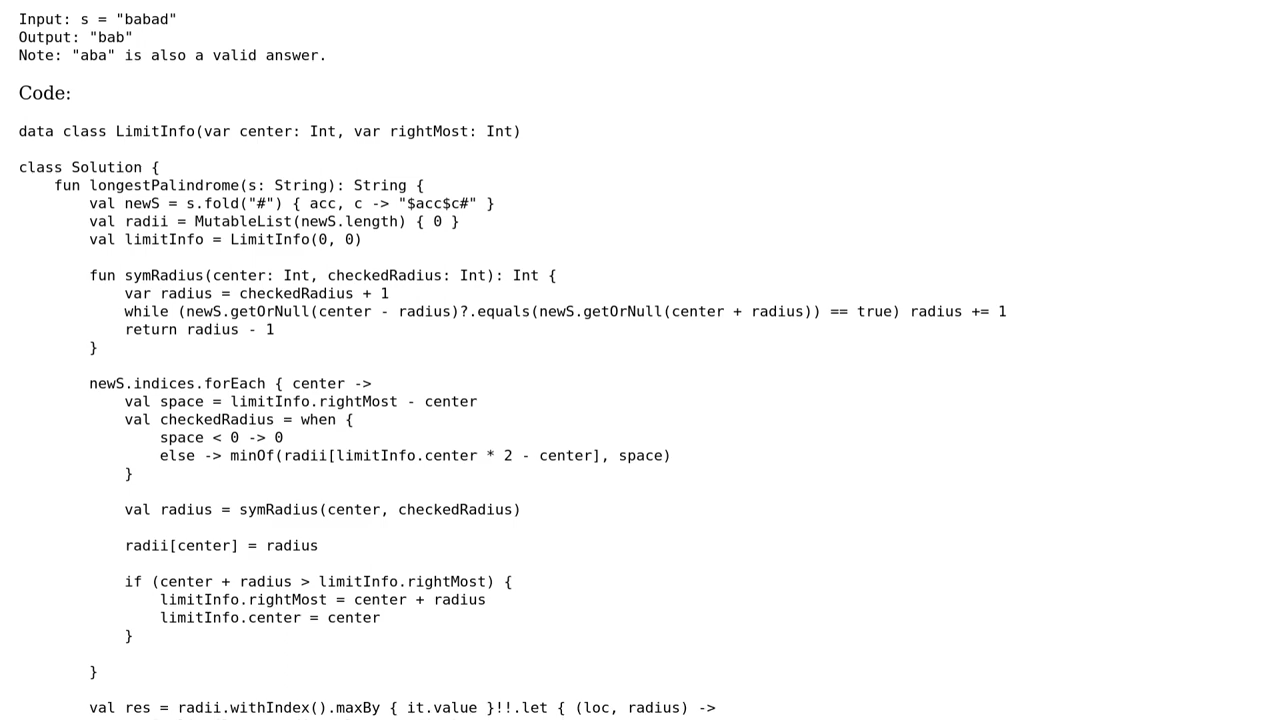 Input: s = "babad"
Output: "bab"
Note: "aba" is also a valid answer.
Code:
data class LimitInfo(var center: Int, var rightMost: Int)
class Solution {
    fun longestPalindrome(s: String): String {
        val newS = s.fold("#") { acc, c -> "$acc$c#" }
        val radii = MutableList(newS.length) { 0 }
        val limitInfo = LimitInfo(0, 0)
        fun symRadius(center: Int, checkedRadius: Int): Int {
            var radius = checkedRadius + 1
            while (newS.getOrNull(center - radius)?.equals(newS.getOrNull(center + radius)) == true) radius += 1
            return radius - 1
        }
        newS.indices.forEach { center ->
            val space = limitInfo.rightMost - center
            val checkedRadius = when {
                space < 0 -> 0
                else -> minOf(radii[limitInfo.center * 2 - center], space)
            }
            val radius = symRadius(center, checkedRadius)
            radii[center] = radius
            if (center + radius > limitInfo.rightMost) {
                limitInfo.rightMost = center + radius
                limitInfo.center = center
            }
        }
        val res = radii.withIndex().maxBy { it.value }!!.let { (loc, radius) ->